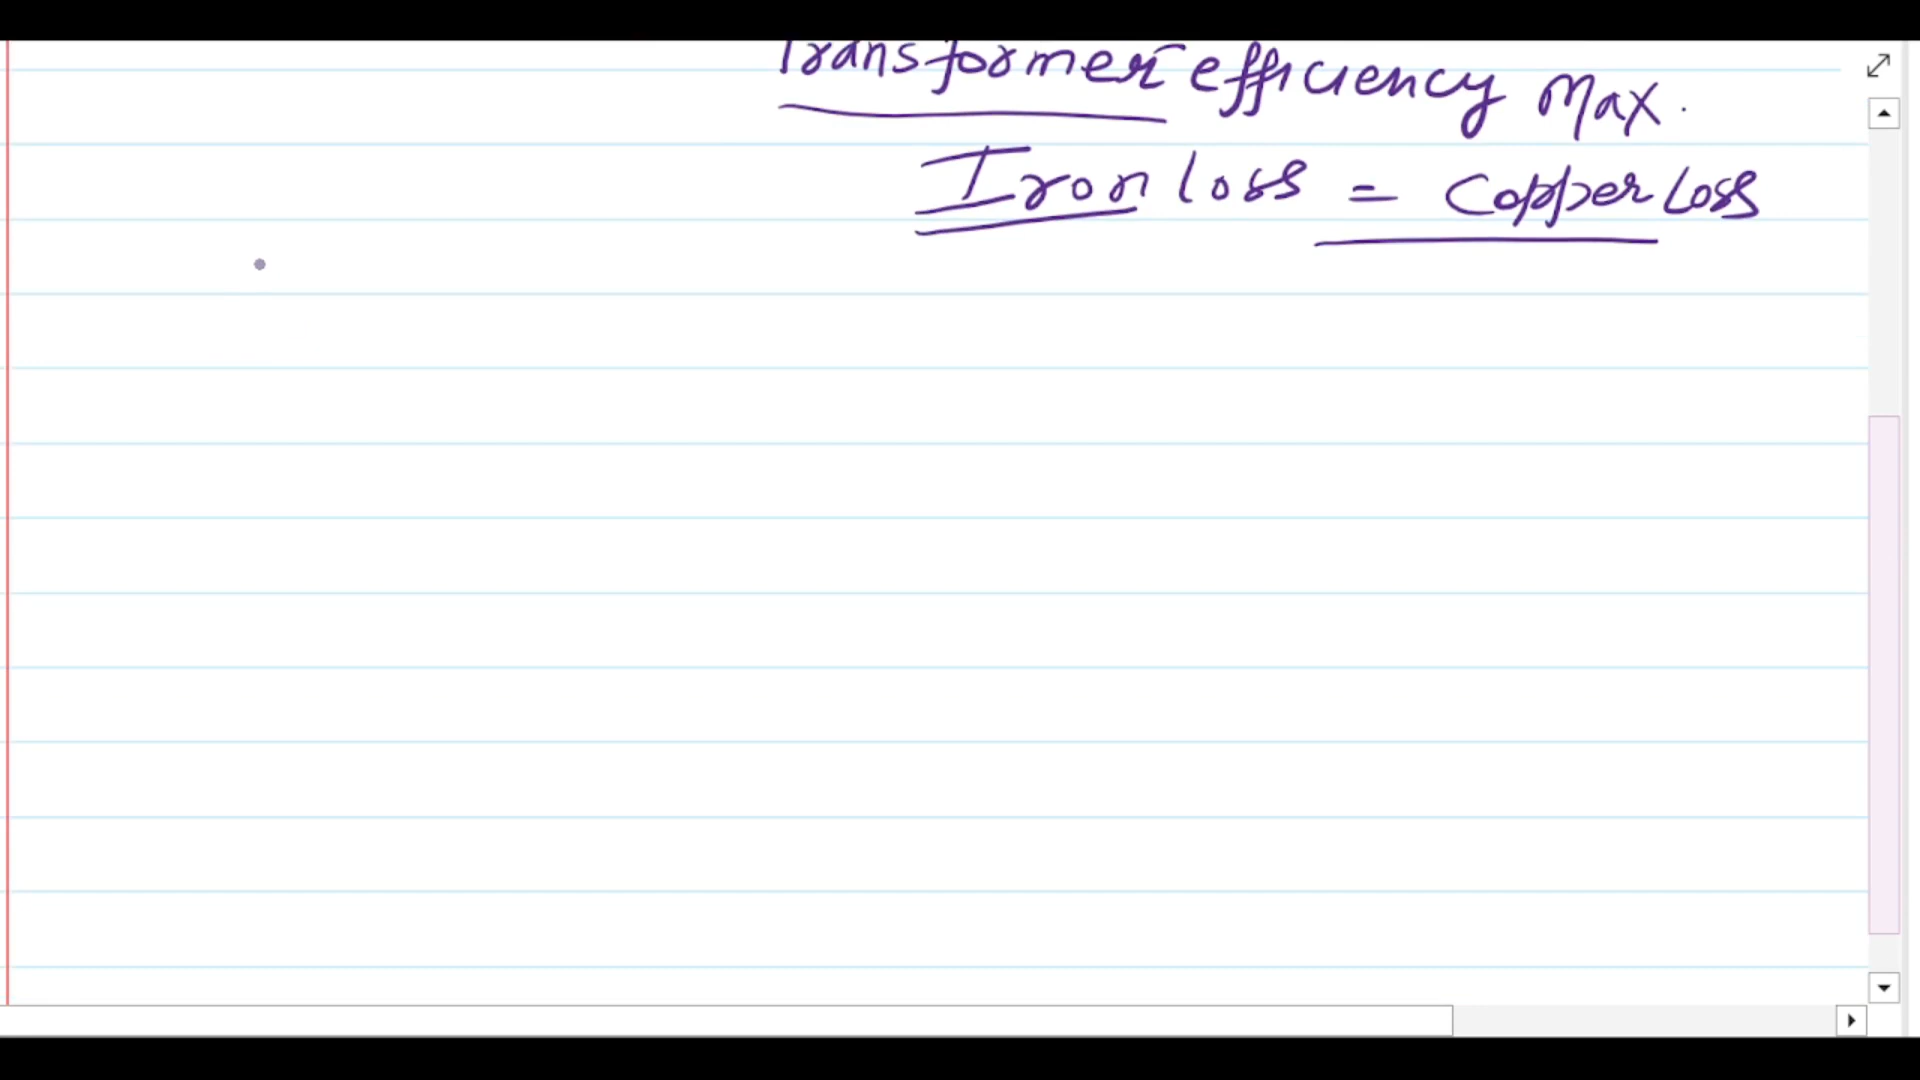 Transformer efficiency Max.
Iron loss = Copper Loss